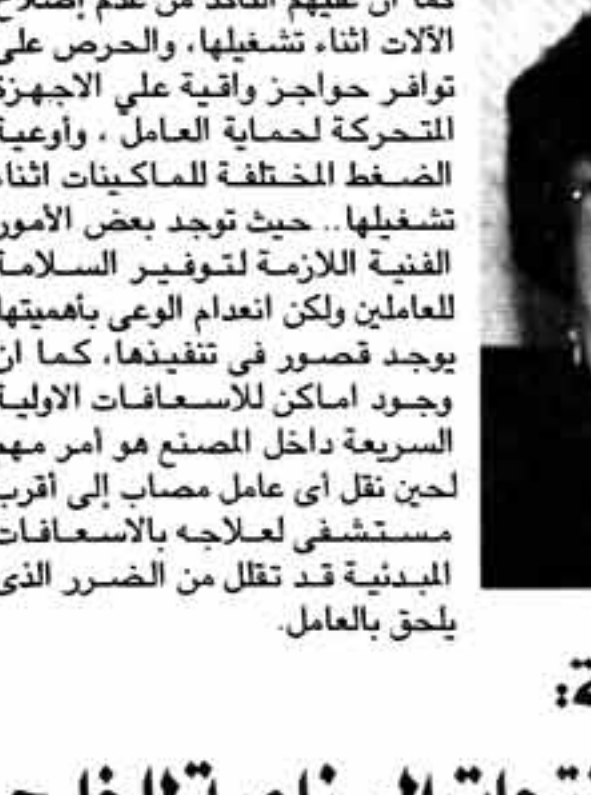 كما ان عليهم التأكد من عدم إصلاح
الآلات اثناء تشغيلها، والحرص على
توافر حواجز واقية علي الاجهزة
المتحركة لحماية العامل ، وأوعية
الضغط المختلفة للماكينات اثناء
تشغيلها.. حيث توجد بعض الأمور
الفنية اللازمة لتوفير السلامة
للعاملين ولكن انعدام الوعى بأهميتها
يوجد قصور فى تنفيذها، كما ان
وجود اماكن للاسعافات الاولية
السريعة داخل المصنع هو أمر مهم
لحين نقل أى عامل مصاب إلى أقرب
مستشفى لعلاجه بالاسعافات
المبدئية قد تقلل من الضرر الذى
يلحق بالعامل.